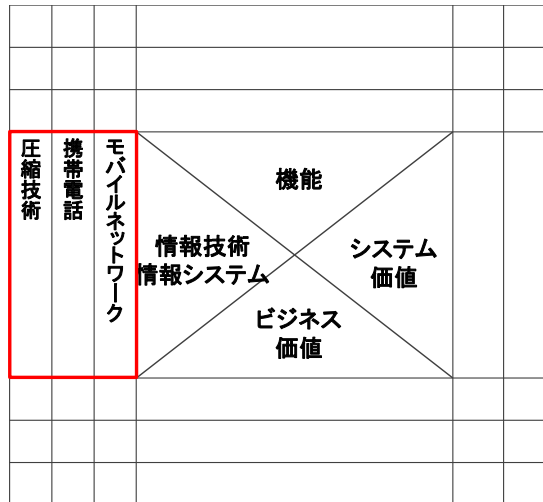 圧縮技術
携帯電話
モバイルネットワーク
機能
情報技術
情報システム
システム
価値
ビジネス
価値